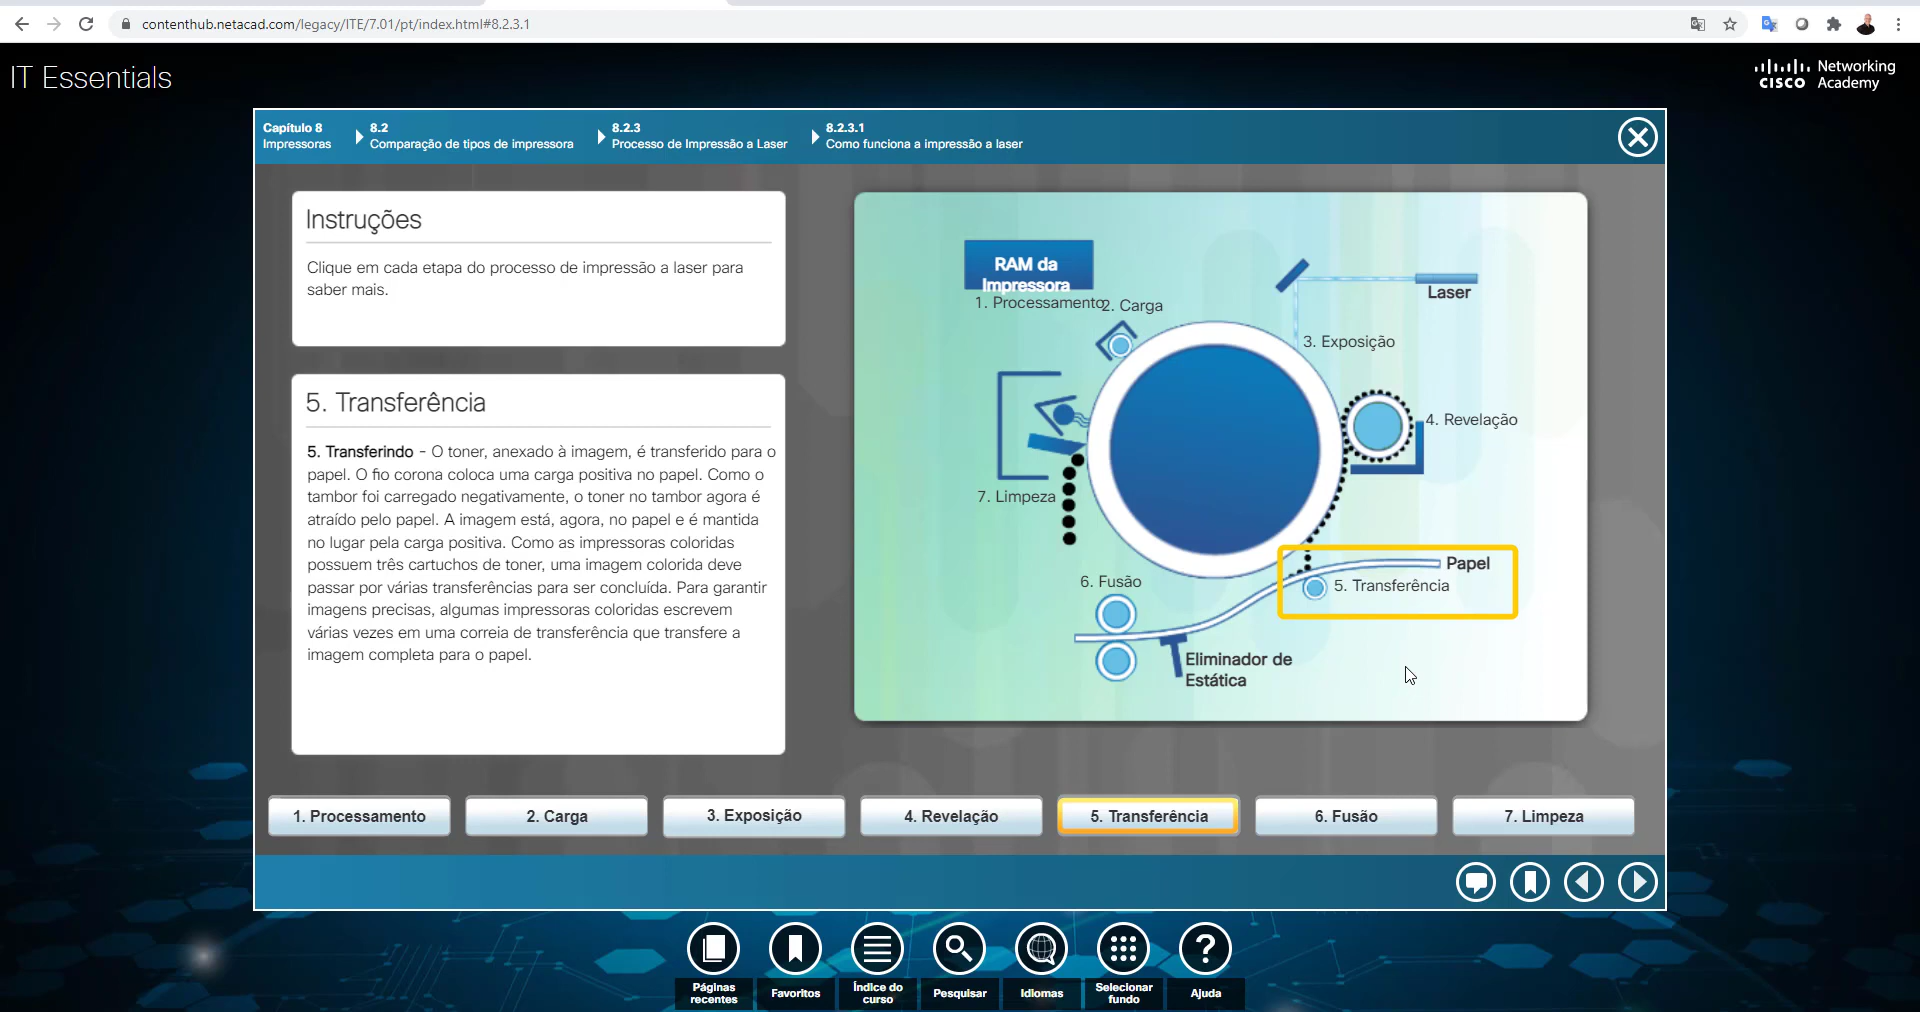 contenthub.netacad.com/legacy/ITE/7.01/pt/index.html#8.2.3.1
IT Essentials
CISCO
Networking
Academy
Capítulo 8
Impressoras
8.2
Comparação de tipos de impressora
8.2.3
Processo de Impressão a Laser
8.2.3.1
Como funciona a impressão a laser
Instruções
Clique em cada etapa do processo de impressão a laser para
saber mais.
5. Transferência
5. Transferindo - O toner, anexado à imagem, é transferido para o
papel. O fio corona coloca uma carga positiva no papel. Como o
tambor foi carregado negativamente, o toner no tambor agora é
atraído pelo papel. A imagem está, agora, no papel e é mantida
no lugar pela carga positiva. Como as impressoras coloridas
possuem três cartuchos de toner, uma imagem colorida deve
passar por várias transferências para ser concluída. Para garantir
imagens precisas, algumas impressoras coloridas escrevem
várias vezes em uma correia de transferência que transfere a
imagem completa para o papel.
RAM da
Impressora
1. Processamento
2. Carga
Laser
3. Exposição
4. Revelação
7. Limpeza
Papel
5. Transferência
6. Fusão
Eliminador de
Estática
1. Processamento
2. Carga
3. Exposição
4. Revelação
5. Transferência
6. Fusão
7. Limpeza
Páginas
recentes
Favoritos
Índice do
curso
Pesquisar
Idiomas
Selecionar
fundo
Ajuda